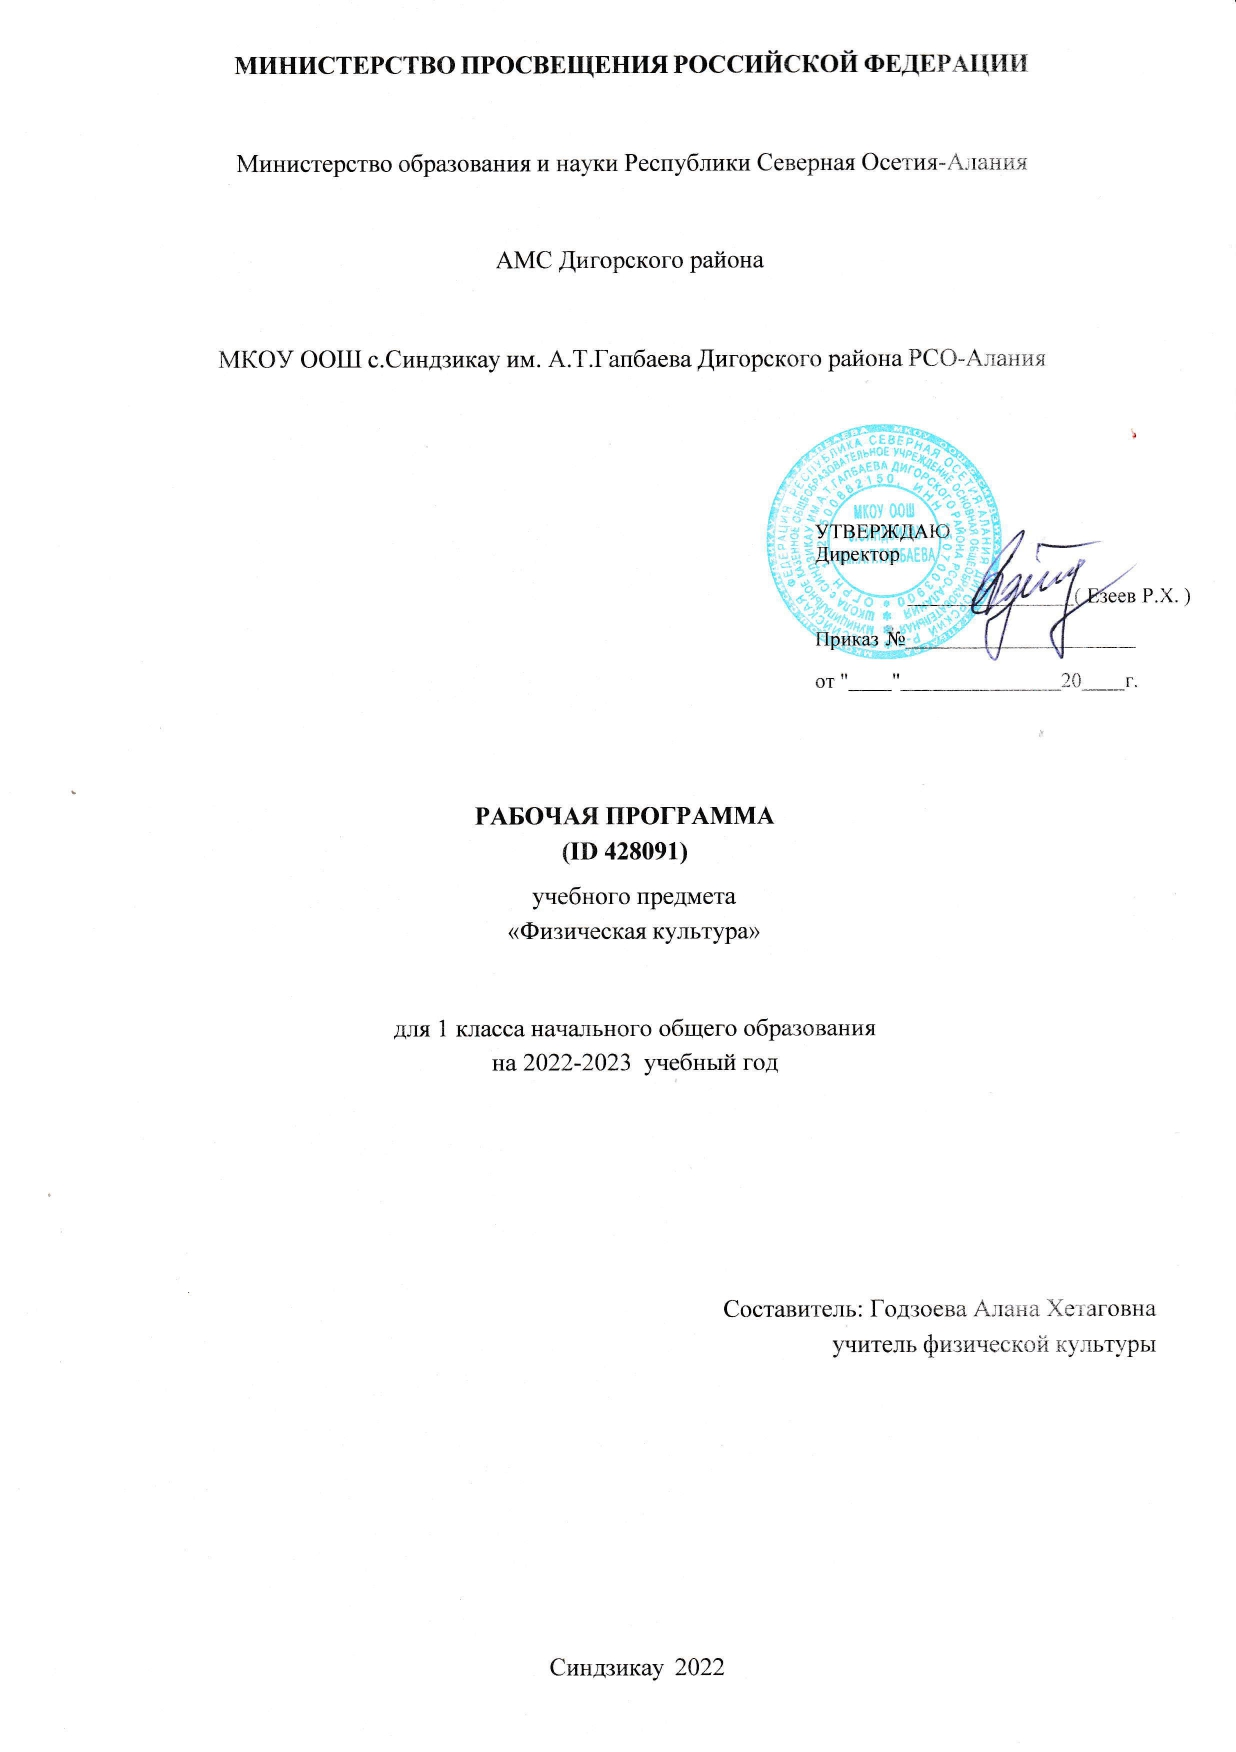 МИНИСТЕРСТВО ПРОСВЕЩЕНИЯ РОССИЙСКОЙ ФЕДЕРАЦИИ
Министерство образования и науки Республики Северная Осетия-Алания
АМС Дигорского района
МКОУ ООШ с.Синдзикау им. А.Т.Гапбаева Дигорского района РСО-Алания
МКОУ ООШ
УТВЕРЖДАЮ
Директор
( Езеев Р.Х. )
Приказ №
от "____"________________20____г.
РАБОЧАЯ ПРОГРАММА
(ID 428091)
учебного предмета
«Физическая культура»
для 1 класса начального общего образования
на 2022-2023 учебный год
Составитель: Годзоева Алана Хетаговна
учитель физической культуры
Синдзикау 2022